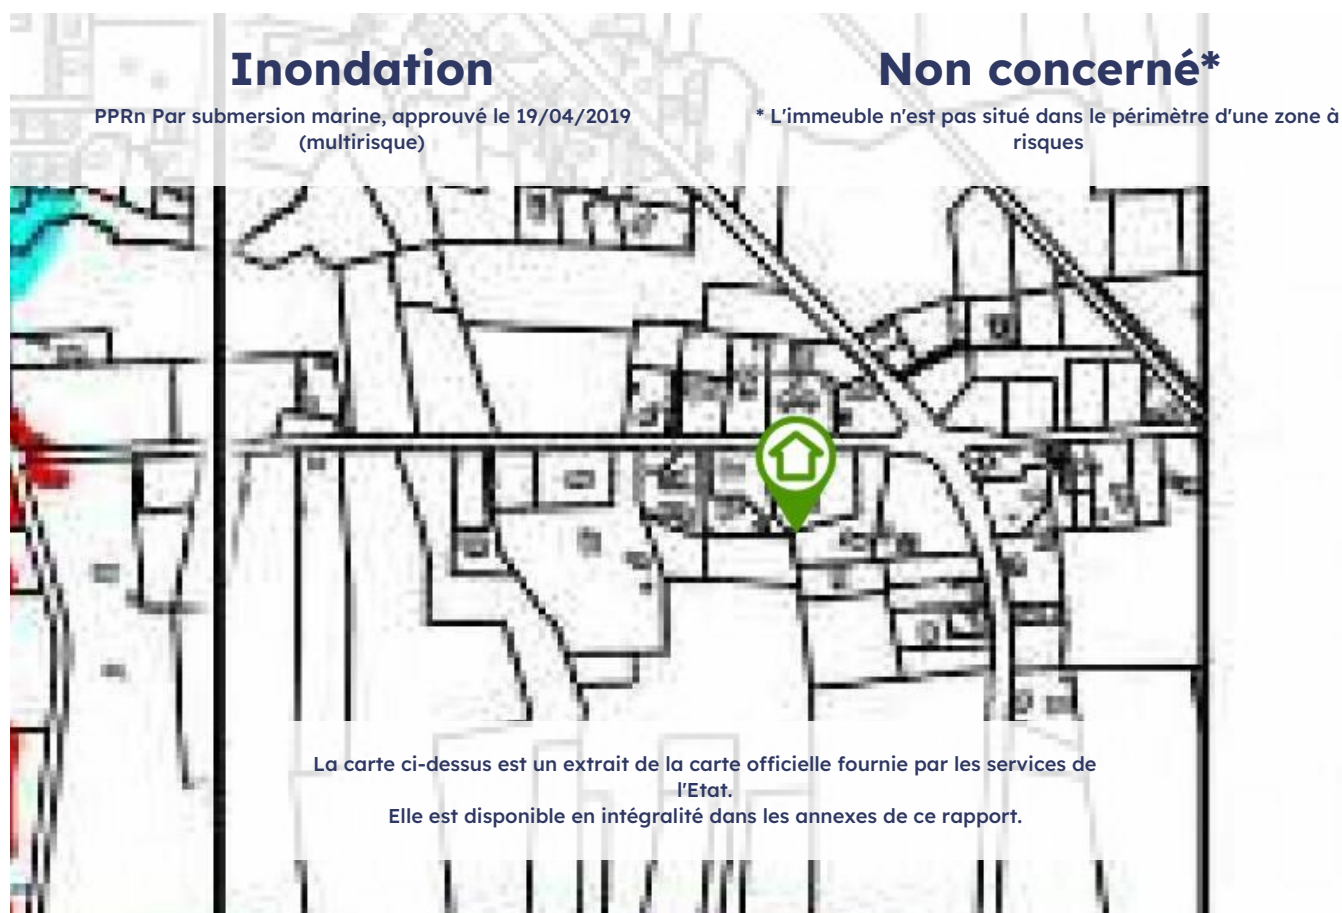 Inondation
PPRn Par submersion marine, approuvé le 19/04/2019
(multirisque)
Non concerné*
* L'immeuble n'est pas situé dans le périmètre d'une zone à
risques
La carte ci-dessus est un extrait de la carte officielle fournie par les services de
l'Etat.
Elle est disponible en intégralité dans les annexes de ce rapport.